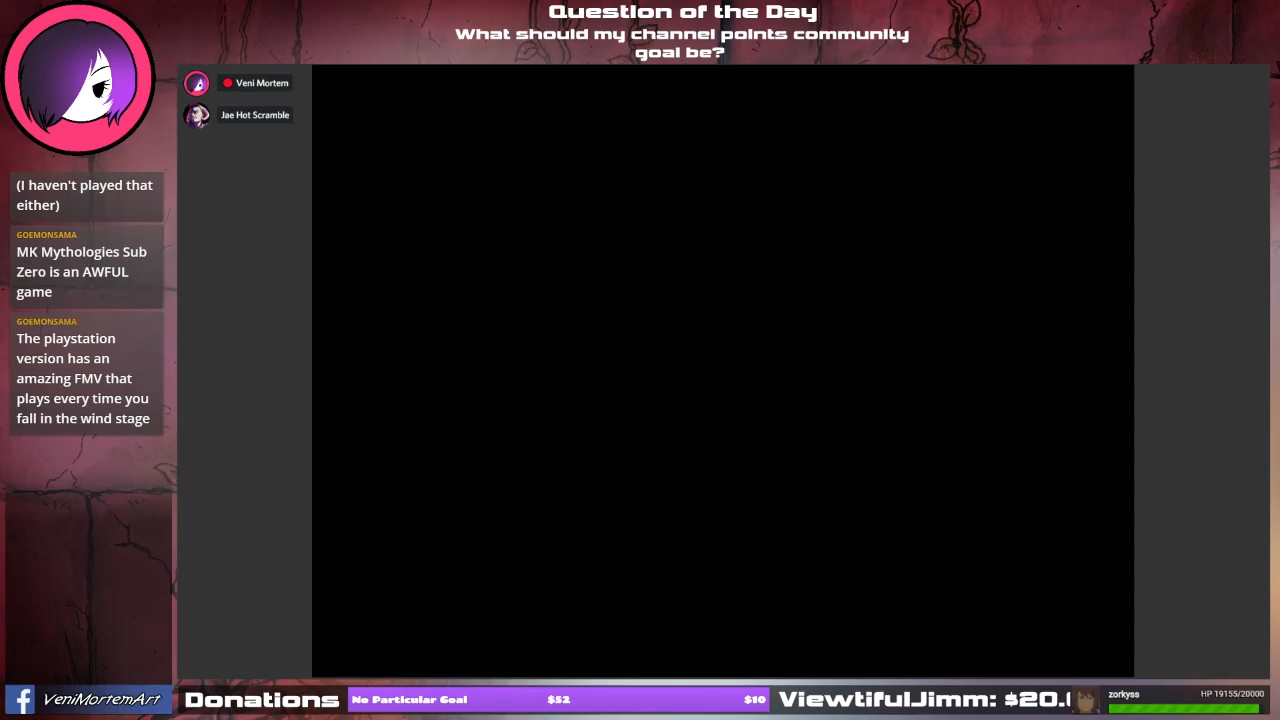 Question of the Day
What should my channel points community
goal be?
Veni Mortem
Jae Hot Scramble
(I haven't played that
either)
GOEMONSAMA
MK Mythologies Sub
Zero is an AWFUL
game
GOEMONSAMA
The playstation
version has an
amazing FMV that
plays every time you
fall in the wind stage
VeniMortemArt
Donations
No Particular Goal $52 $10
ViewtifulJimm: $20.
zorkyss HP 19155/20000